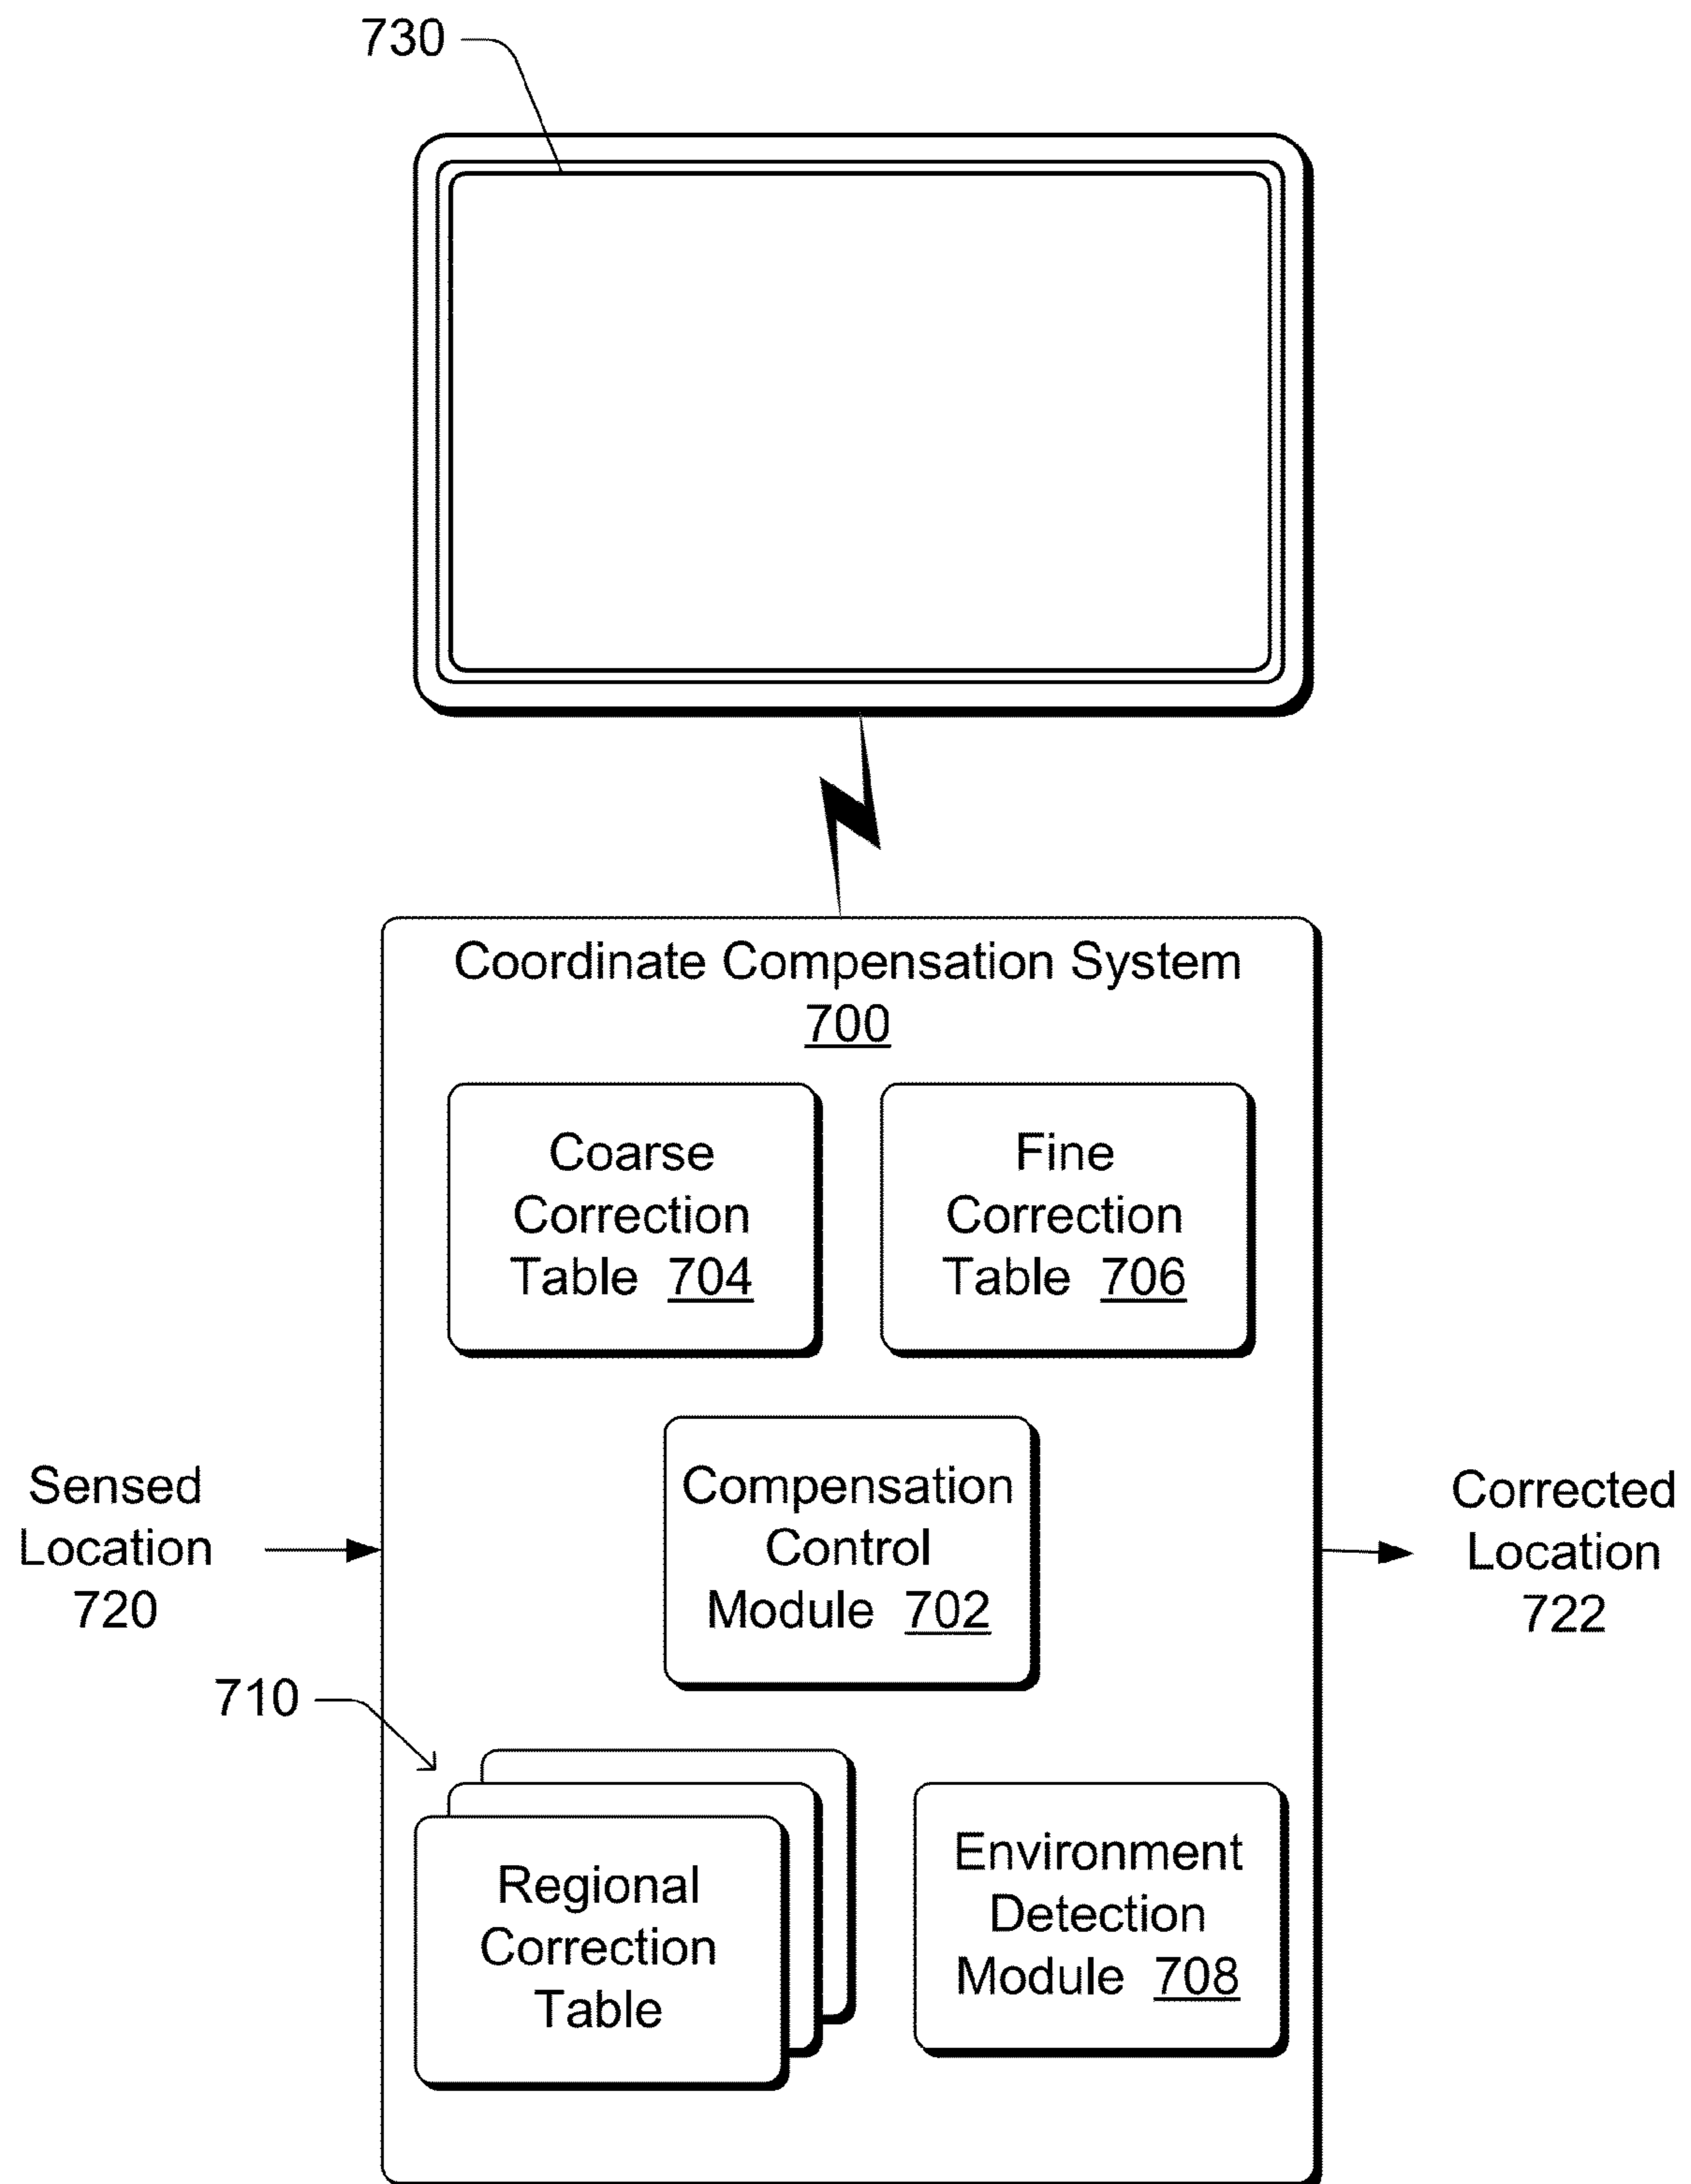 730
Coordinate Compensation System
700
Coarse
Correction
Table 704
Fine
Correction
Table 706
Compensation
Control
Module 702
Sensed
Location
720
Corrected
Location
722
710
Regional
Correction
Table
Environment
Detection
Module 708